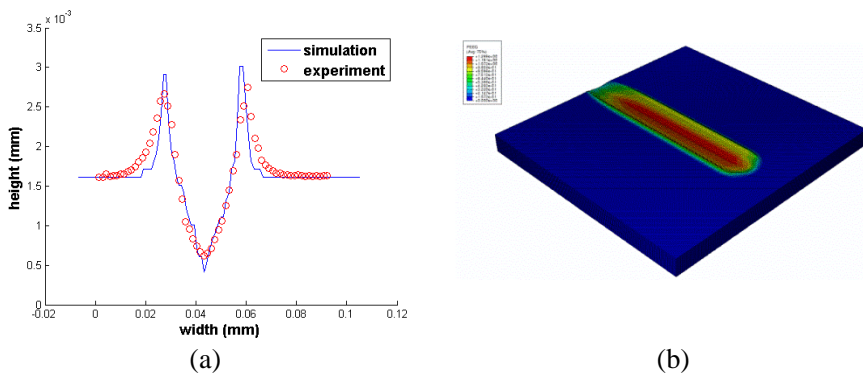 x 10⁻³
3.5
3
2.5
2
1.5
1
0.5
0
height (mm)
-0.02
0
0.02
0.04
0.06
0.08
0.1
0.12
width (mm)
simulation
experiment
PEEQ
(a)
(b)